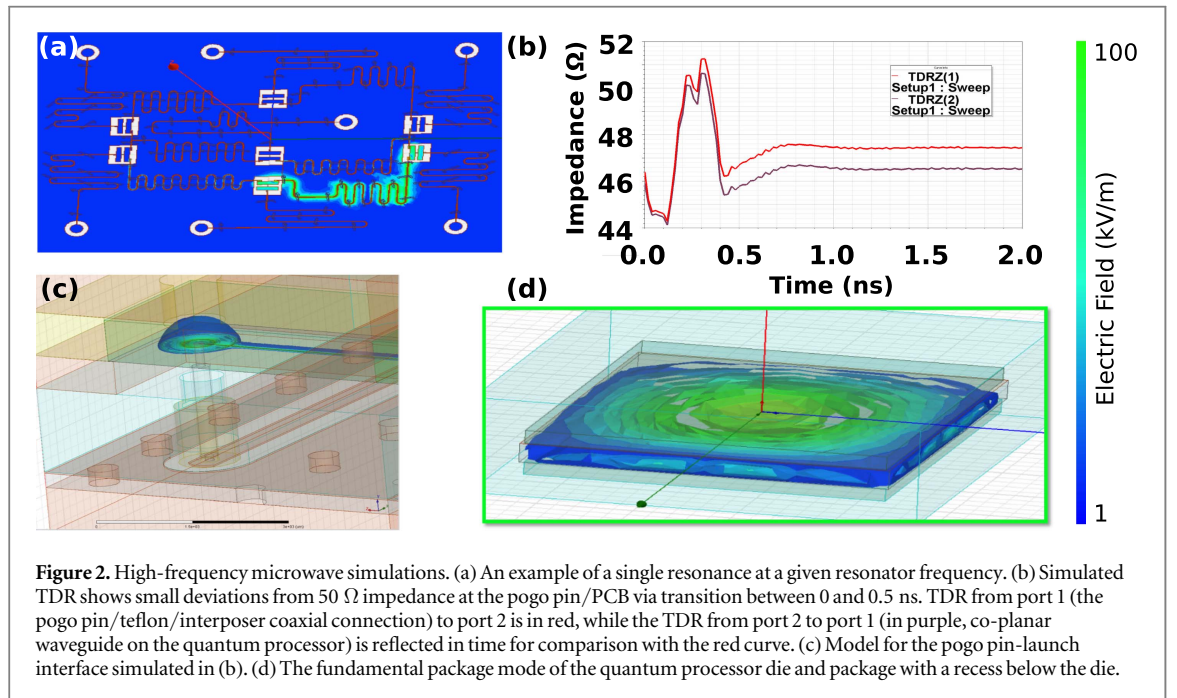 (a)
(b)
Impedance (Ω)
52
50
48
46
44
TDRZ(1)
Setup1 : Sweep
TDRZ(2)
Setup1 : Sweep
0.0 0.5 1.0 1.5 2.0
Time (ns)
100
Electric Field (kV/m)
1
(c)
(d)
Figure 2. High-frequency microwave simulations. (a) An example of a single resonance at a given resonator frequency. (b) Simulated
TDR shows small deviations from 50 Ω impedance at the pogo pin/PCB via transition between 0 and 0.5 ns. TDR from port 1 (the
pogo pin/teflon/interposer coaxial connection) to port 2 is in red, while the TDR from port 2 to port 1 (in purple, co-planar
waveguide on the quantum processor) is reflected in time for comparison with the red curve. (c) Model for the pogo pin-launch
interface simulated in (b). (d) The fundamental package mode of the quantum processor die and package with a recess below the die.